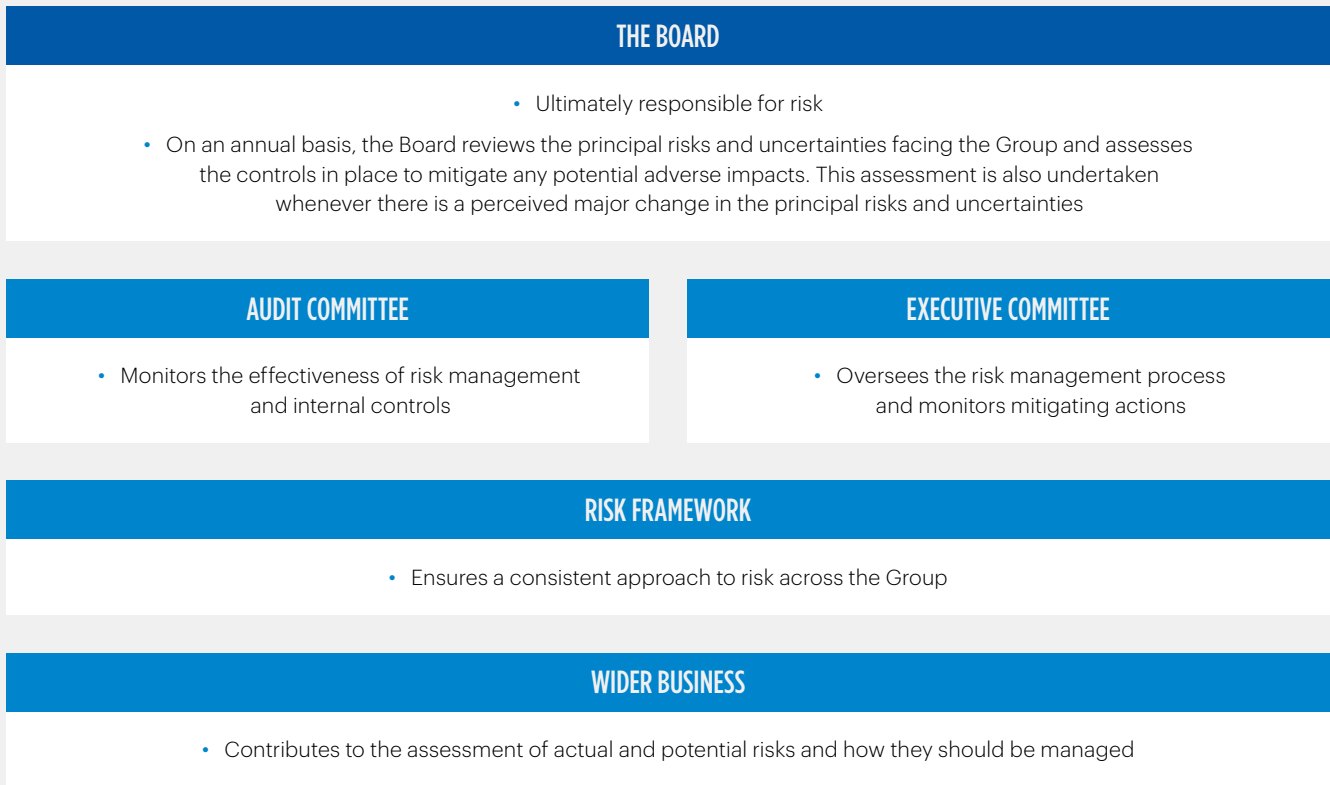 THE BOARD
• Ultimately responsible for risk
• On an annual basis, the Board reviews the principal risks and uncertainties facing the Group and assesses
the controls in place to mitigate any potential adverse impacts. This assessment is also undertaken
whenever there is a perceived major change in the principal risks and uncertainties
AUDIT COMMITTEE
• Monitors the effectiveness of risk management
and internal controls
EXECUTIVE COMMITTEE
• Oversees the risk management process
and monitors mitigating actions
RISK FRAMEWORK
• Ensures a consistent approach to risk across the Group
WIDER BUSINESS
• Contributes to the assessment of actual and potential risks and how they should be managed